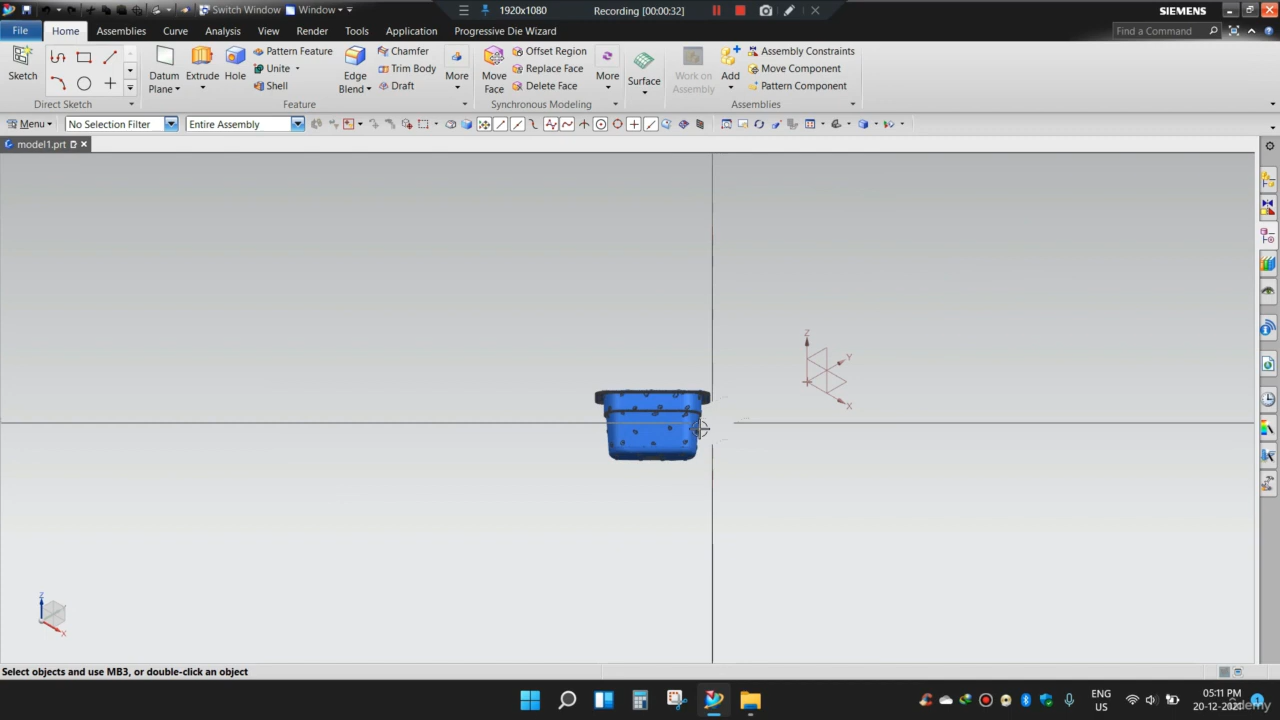 Switch Window Window 1920x1080 Recording [00:00:32] SIEMENS
File Home Assemblies Curve Analysis View Render Tools Application Progressive Die Wizard Find a Command
Sketch
Direct Sketch
Datum Plane
Extrude
Hole
Pattern Feature
Unite
Shell
Edge Blend
Chamfer
Trim Body
Draft
More
Feature
Move Face
Offset Region
Replace Face
Delete Face
More
Synchronous Modeling
Surface
Work on Assembly
Add
Assembly Constraints
Move Component
Pattern Component
Assemblies
Menu No Selection Filter Entire Assembly
model1.prt
Z
Y
X
Z
X
Select objects and use MB3, or double-click an object
ENG
US
05:11 PM
20-12-2021
Udemy